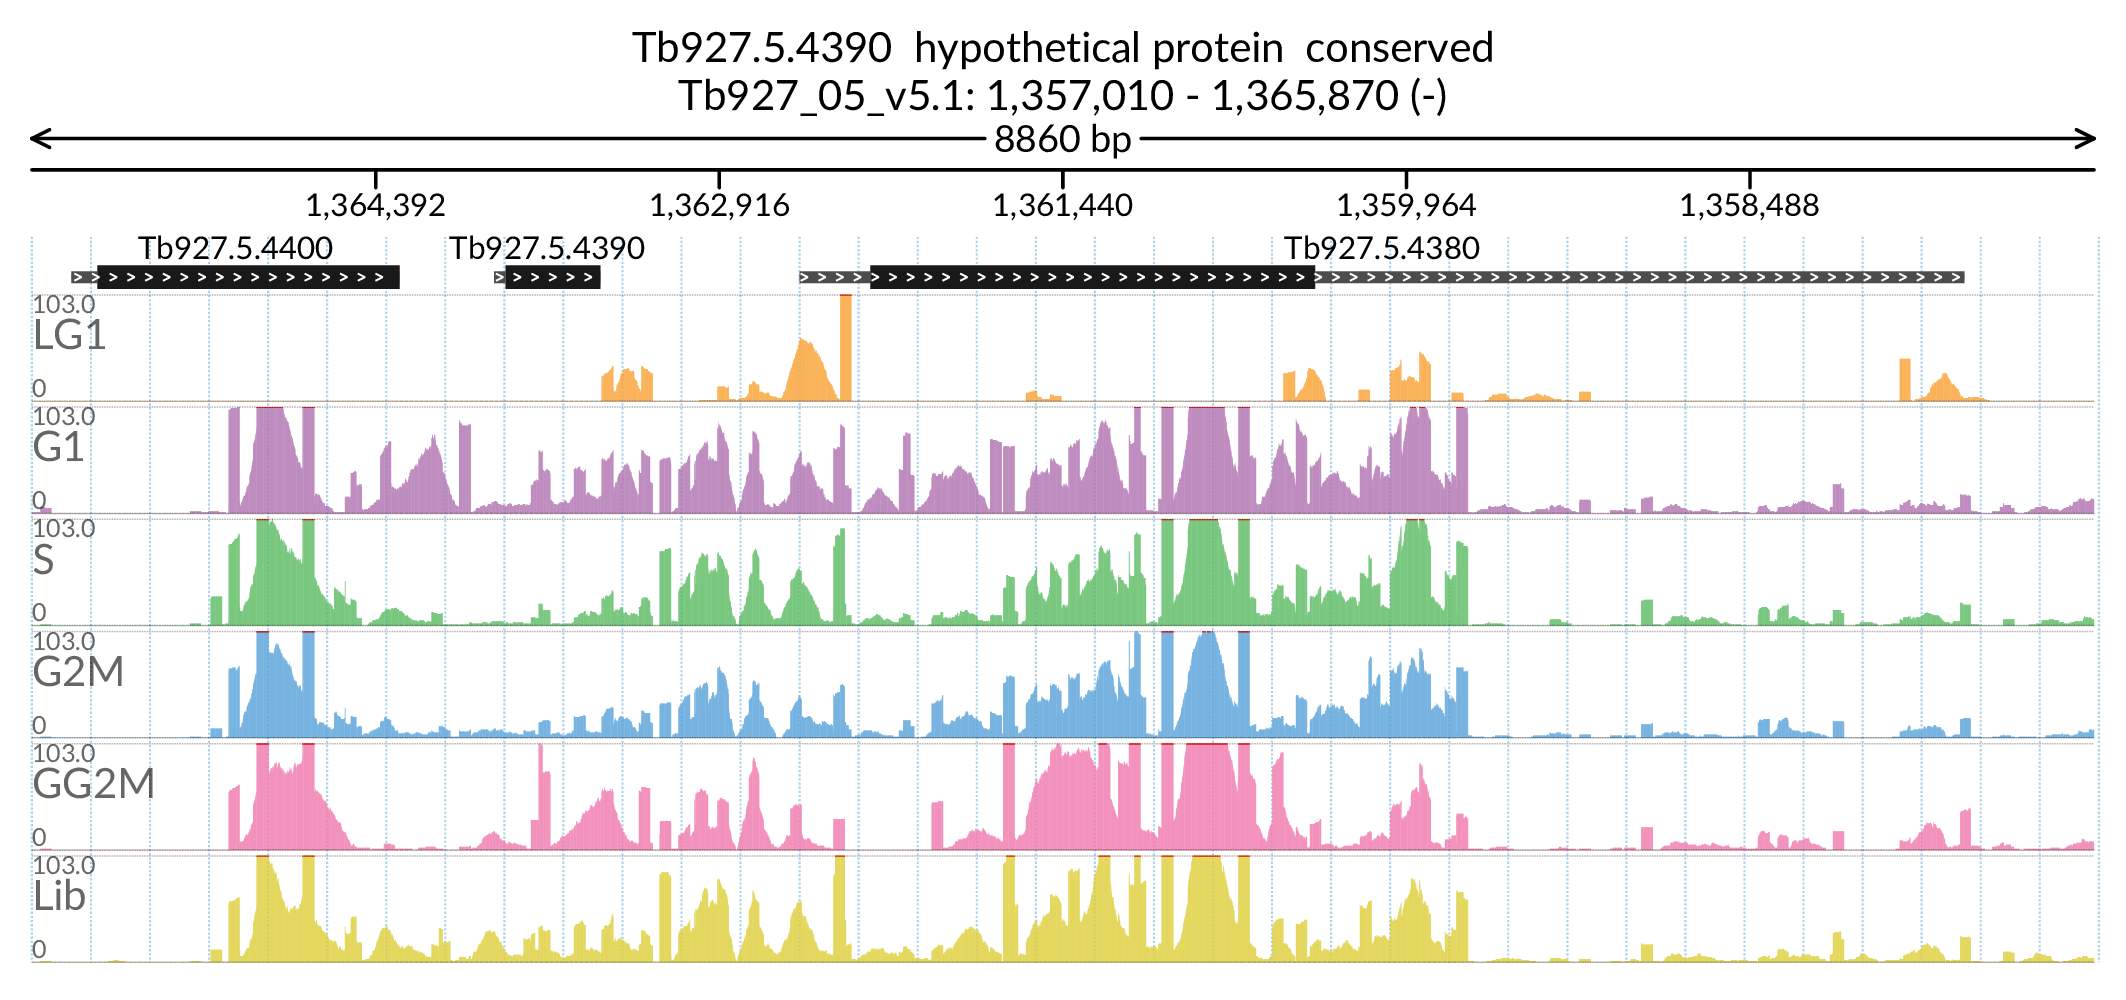 Tb927.5.4390 hypothetical protein conserved
Tb927_05_v5.1: 1,357,010 - 1,365,870 (-)
8860 bp
1,364,392 1,362,916 1,361,440 1,359,964 1,358,488
Tb927.5.4400 Tb927.5.4390 Tb927.5.4380
103.0
LG1
0
103.0
G1
0
103.0
S
0
103.0
G2M
0
103.0
GG2M
0
103.0
Lib
0